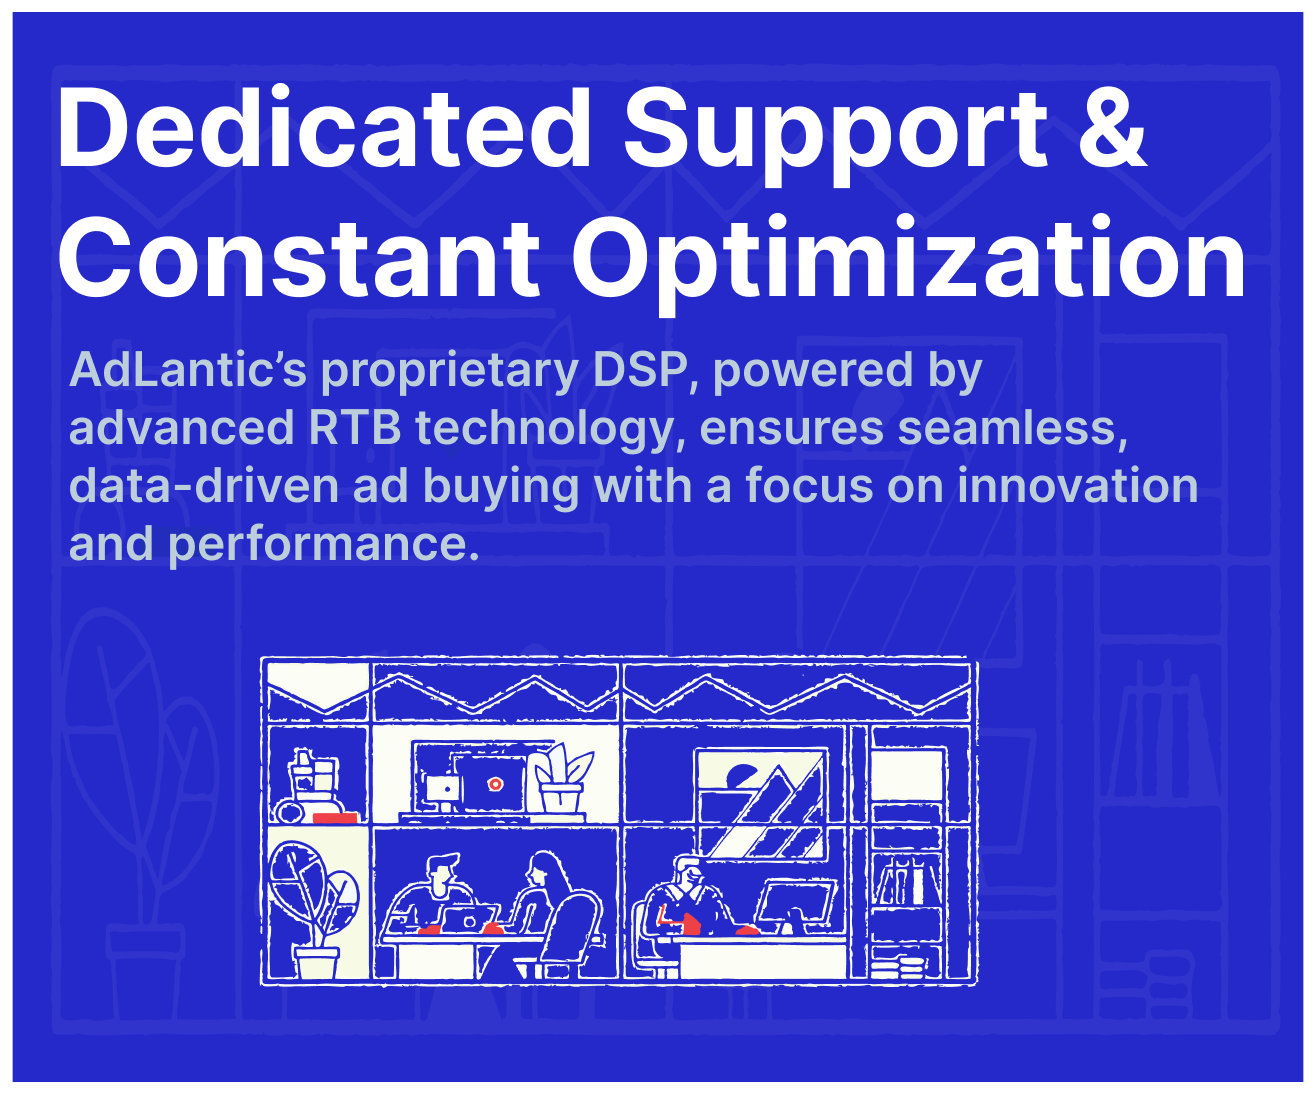 Dedicated Support &
Constant Optimization
AdLantic’s proprietary DSP, powered by
advanced RTB technology, ensures seamless,
data-driven ad buying with a focus on innovation
and performance.